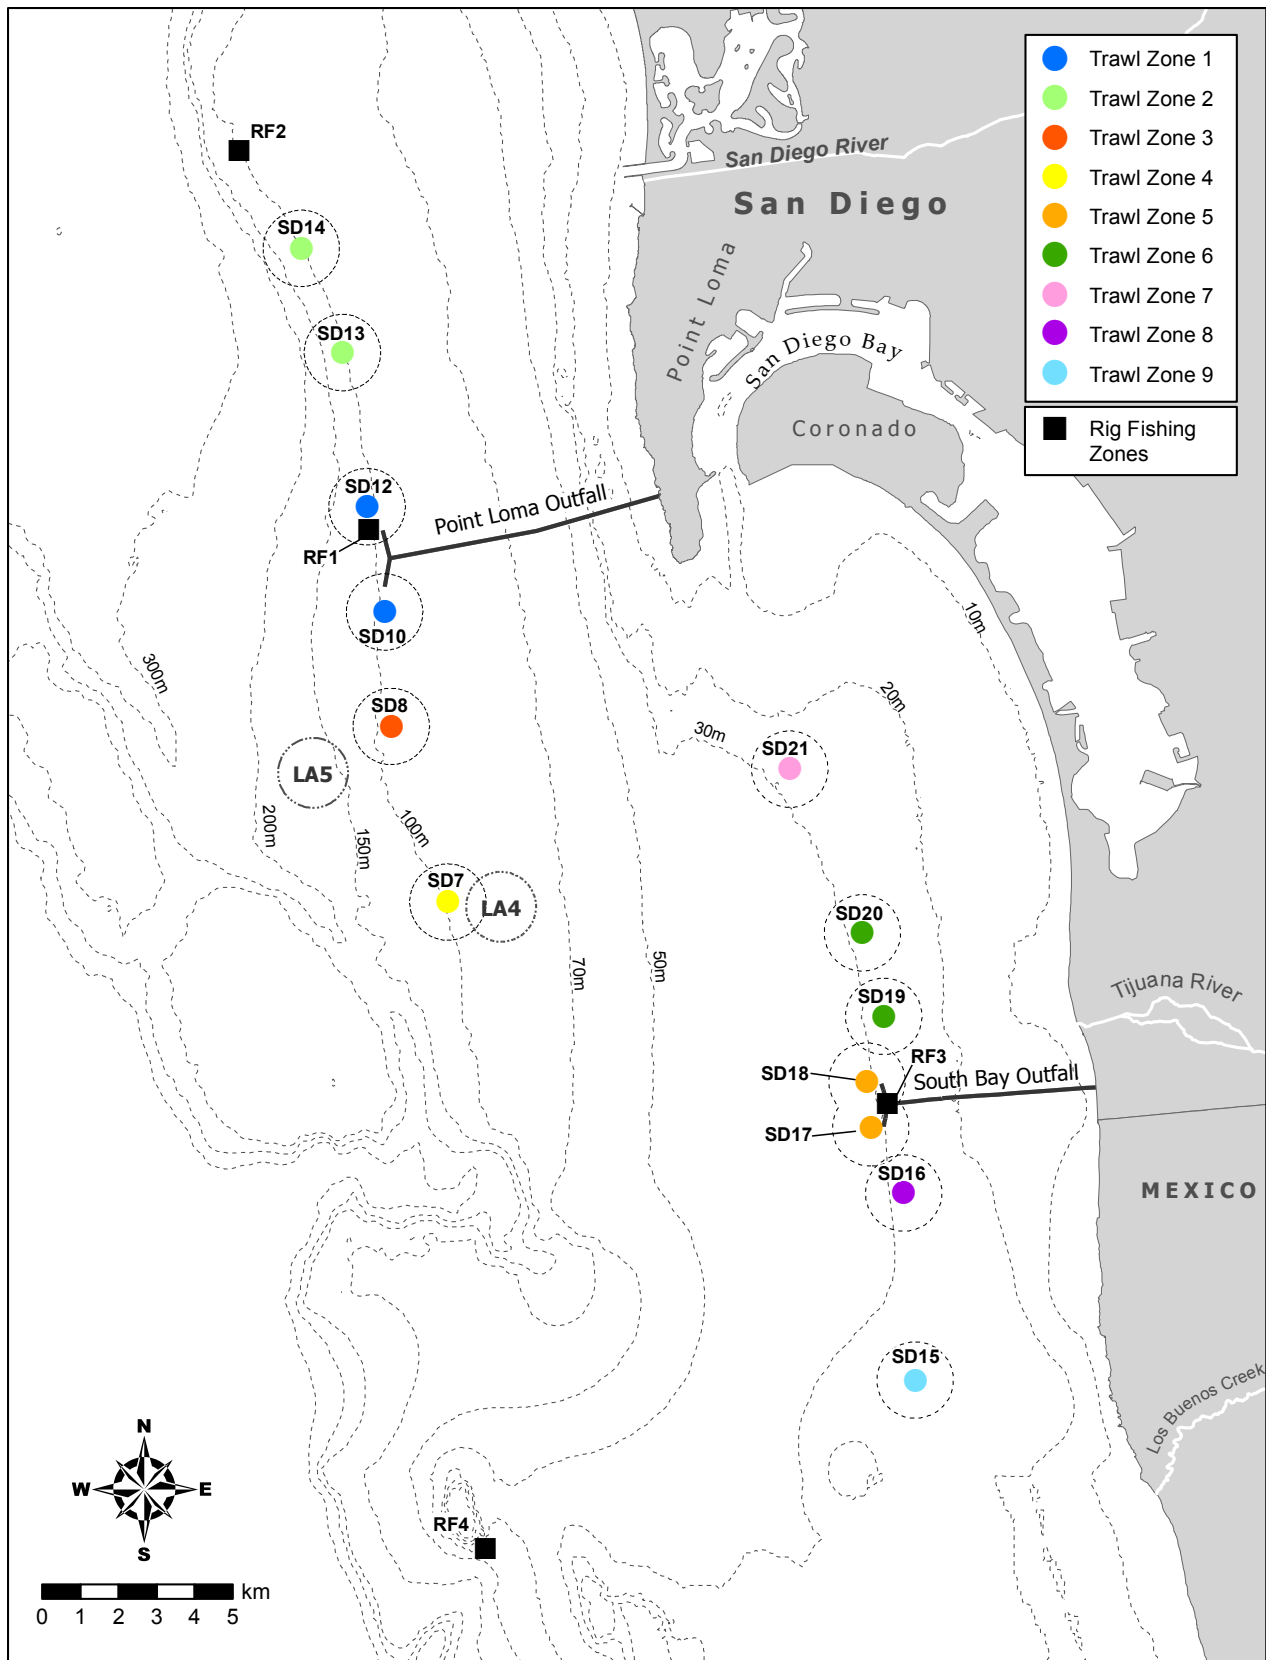 Trawl Zone 1
Trawl Zone 2
Trawl Zone 3
Trawl Zone 4
Trawl Zone 5
Trawl Zone 6
Trawl Zone 7
Trawl Zone 8
Trawl Zone 9
Rig Fishing
Zones
RF2
San Diego River
San Diego
SD14
Point Loma
SD13
San Diego Bay
Coronado
SD12
Point Loma Outfall
RF1
SD10
10m
300m
20m
SD8
30m
SD21
LA5
200m
150m
100m
SD7
LA4
SD20
70m
50m
Tijuana River
SD19
RF3
SD18
South Bay Outfall
SD17
SD16
MEXICO
SD15
Los Buenos Creek
N
W
E
S
RF4
km
0 1 2 3 4 5